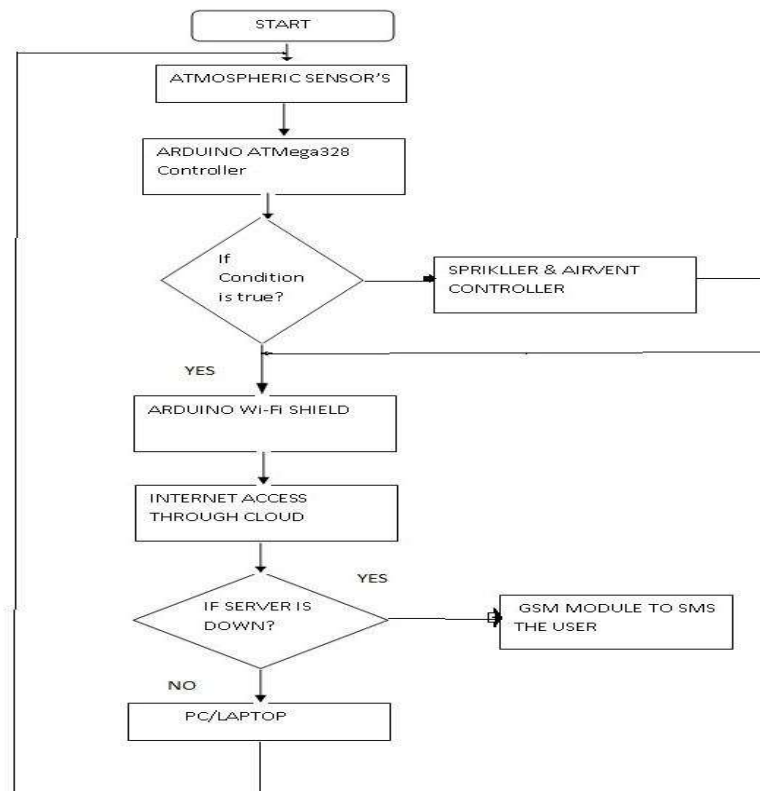 START
ATMOSPHERIC SENSOR'S
ARDUINO ATMega328
Controller
If
Condition
is true?
SPRIKLLER & AIRVENT
CONTROLLER
YES
ARDUINO Wi-Fi SHIELD
INTERNET ACCESS
THROUGH CLOUD
YES
IF SERVER IS
DOWN?
GSM MODULE TO SMS
THE USER
NO
PC/LAPTOP